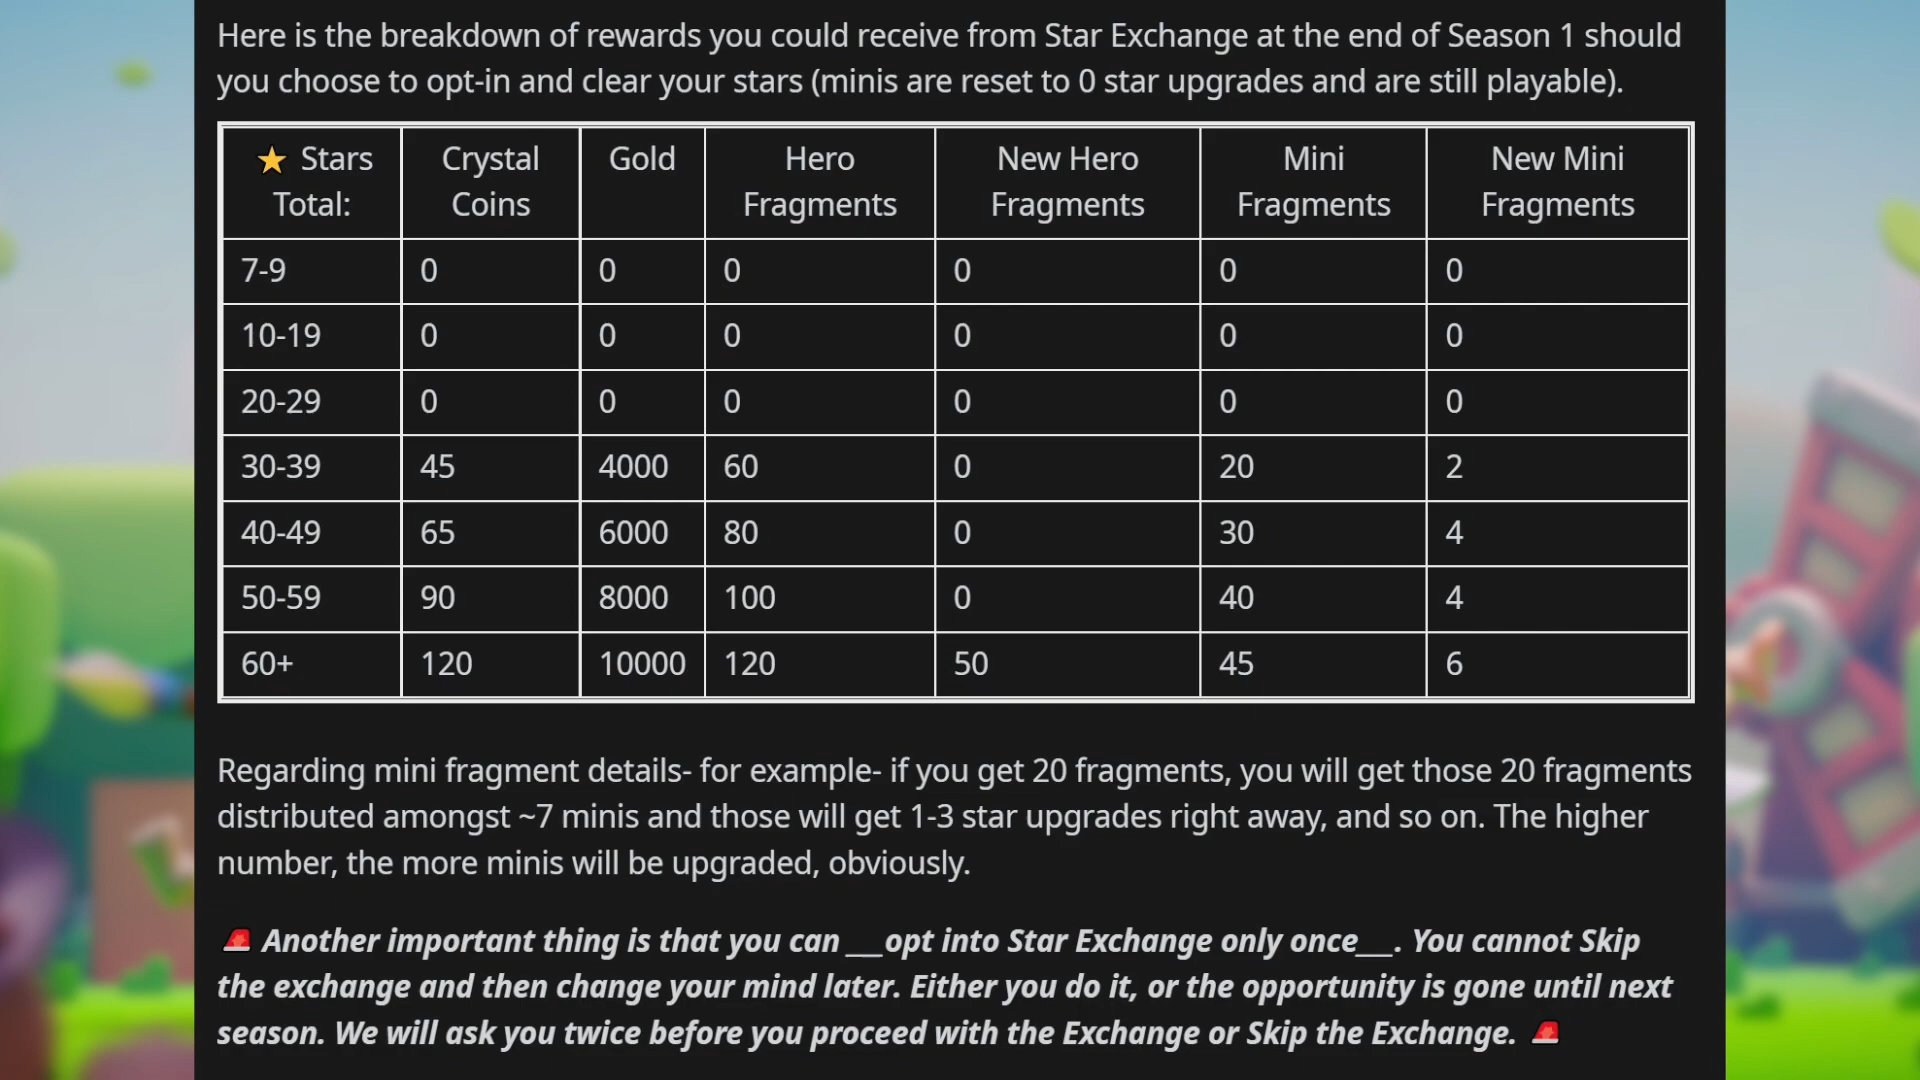 Here is the breakdown of rewards you could receive from Star Exchange at the end of Season 1 should
you choose to opt-in and clear your stars (minis are reset to 0 star upgrades and are still playable).
⭐ Stars Total: Crystal Coins Gold Hero Fragments New Hero Fragments Mini Fragments New Mini Fragments
7-9 0 0 0 0 0 0
10-19 0 0 0 0 0 0
20-29 0 0 0 0 0 0
30-39 45 4000 60 0 20 2
40-49 65 6000 80 0 30 4
50-59 90 8000 100 0 40 4
60+ 120 10000 120 50 45 6
Regarding mini fragment details- for example- if you get 20 fragments, you will get those 20 fragments
distributed amongst ~7 minis and those will get 1-3 star upgrades right away, and so on. The higher
number, the more minis will be upgraded, obviously.
🚨 Another important thing is that you can __opt into Star Exchange only once__. You cannot Skip
the exchange and then change your mind later. Either you do it, or the opportunity is gone until next
season. We will ask you twice before you proceed with the Exchange or Skip the Exchange. 🚨